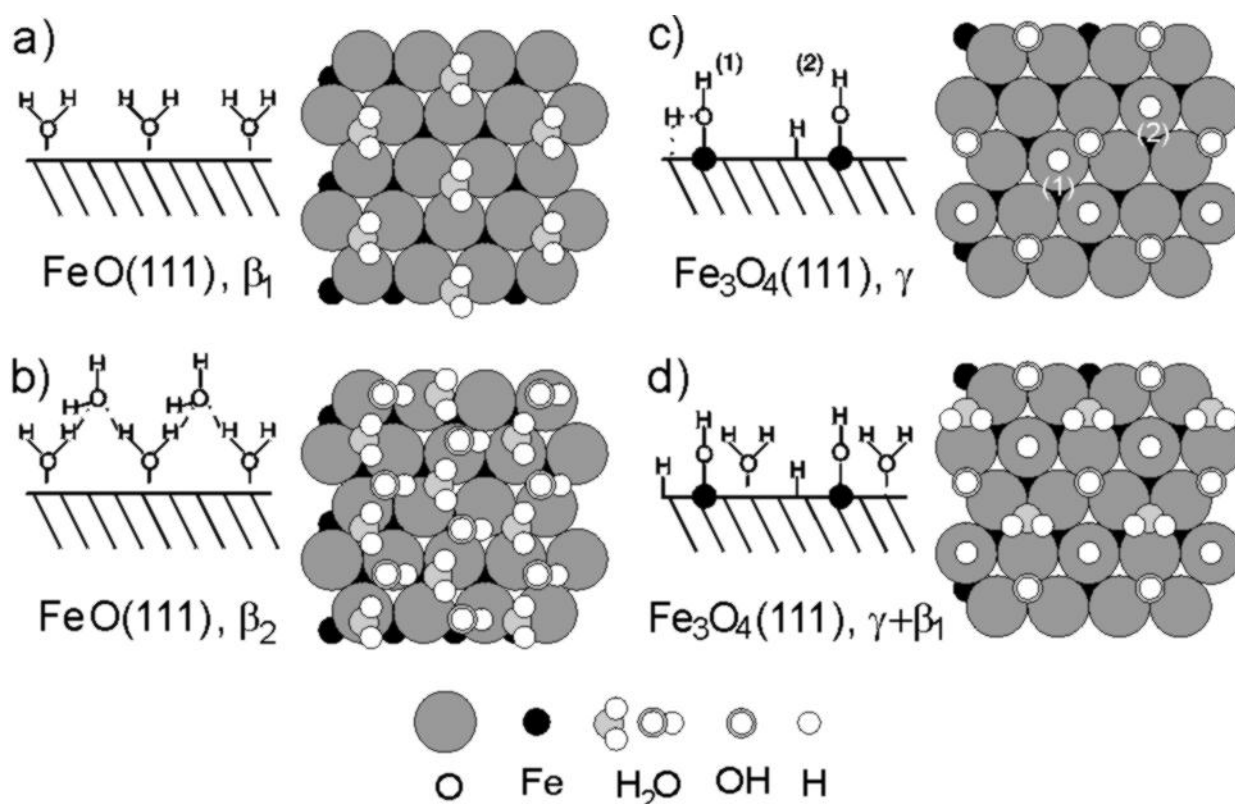 a)
H H H H H H
O O O
FeO(111), β₁
b)
H H
O O
H H
H H H H H H
O O O
FeO(111), β₂
c)
H (1) (2) H
H O H O
(2)
(1)
Fe₃O₄(111), γ
d)
H H H H H H
H O O H O O
Fe₃O₄(111), γ+β₁
O Fe H₂O OH H